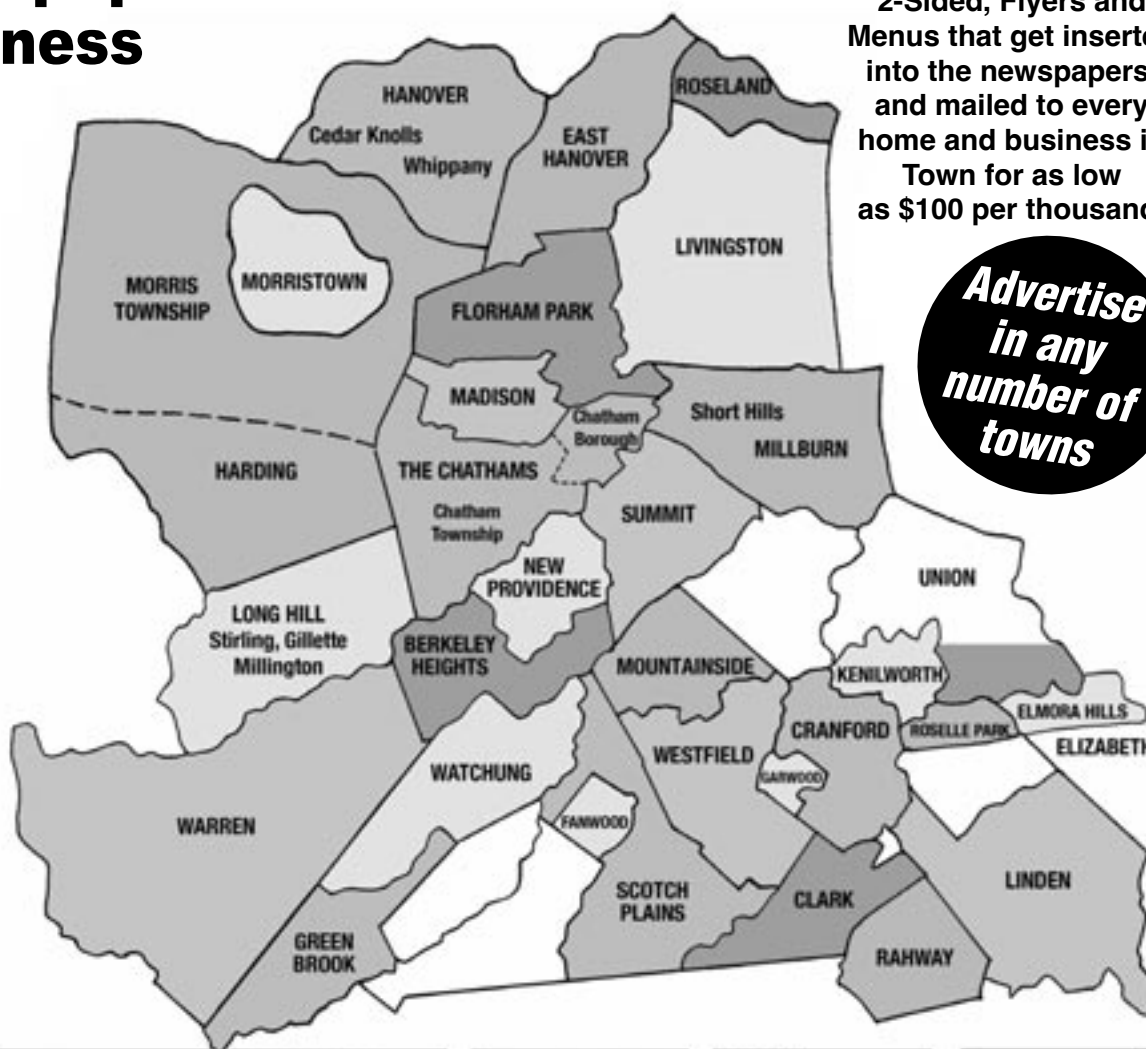 ness
2-Sided, Flyers and
Menus that get inserte
into the newspapers
and mailed to every
home and business i
Town for as low
as $100 per thousand
Advertise
in any
number of
towns
HANOVER
Cedar Knolls
Whippany
EAST
HANOVER
ROSELAND
LIVINGSTON
MORRIS
TOWNSHIP
MORRISTOWN
FLORHAM PARK
MADISON
Chatham
Borough
Short Hills
MILLBURN
HARDING
THE CHATHAMS
Chatham
Township
SUMMIT
NEW
PROVIDENCE
UNION
LONG HILL
Stirling, Gillette
Millington
BERKELEY
HEIGHTS
MOUNTAINSIDE
KENILWORTH
ELMORA HILLS
CRANFORD
ROSELLE PARK
ELIZABETH
WESTFIELD
GARWOOD
WATCHUNG
WARREN
FANWOOD
SCOTCH
PLAINS
CLARK
LINDEN
GREEN
BROOK
RAHWAY